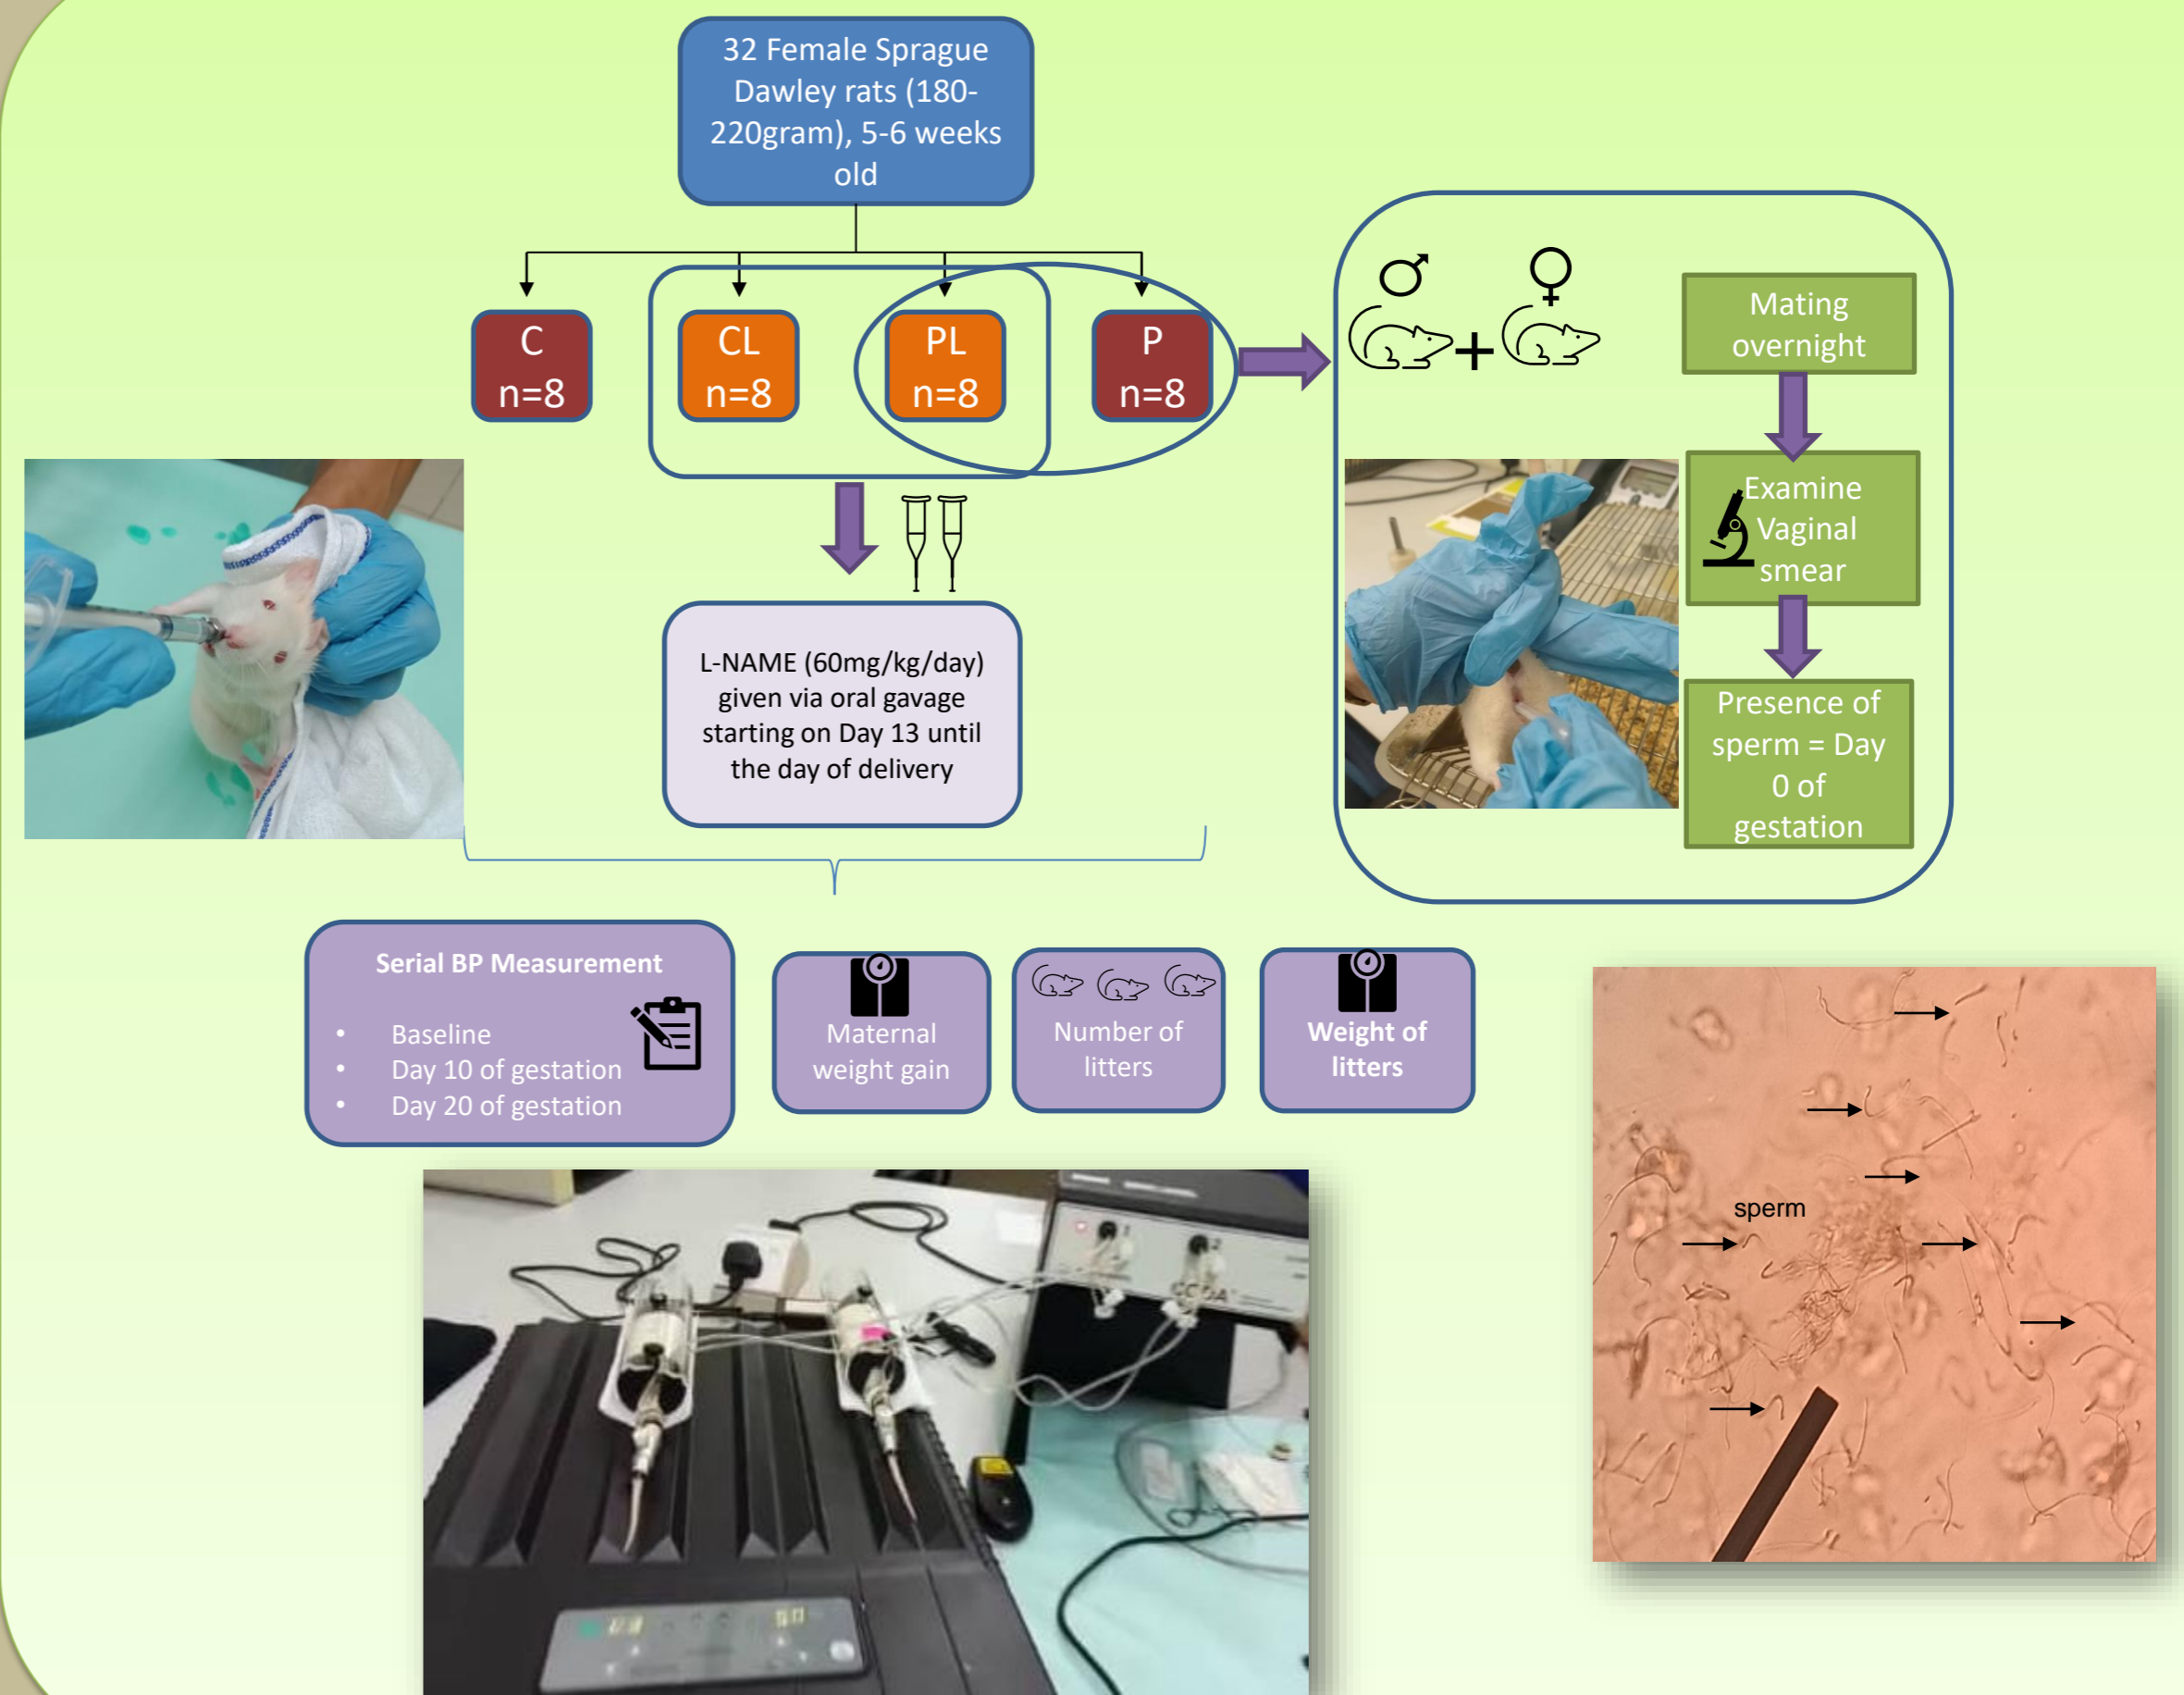 32 Female Sprague
Dawley rats (180-
220gram), 5-6 weeks
old
C
n=8
CL
n=8
PL
n=8
P
n=8
Mating
overnight
Examine
Vaginal
smear
Presence of
sperm = Day
0 of
gestation
L-NAME (60mg/kg/day)
given via oral gavage
starting on Day 13 until
the day of delivery
Serial BP Measurement
• Baseline
• Day 10 of gestation
• Day 20 of gestation
Maternal
weight gain
Number of
litters
Weight of
litters
sperm